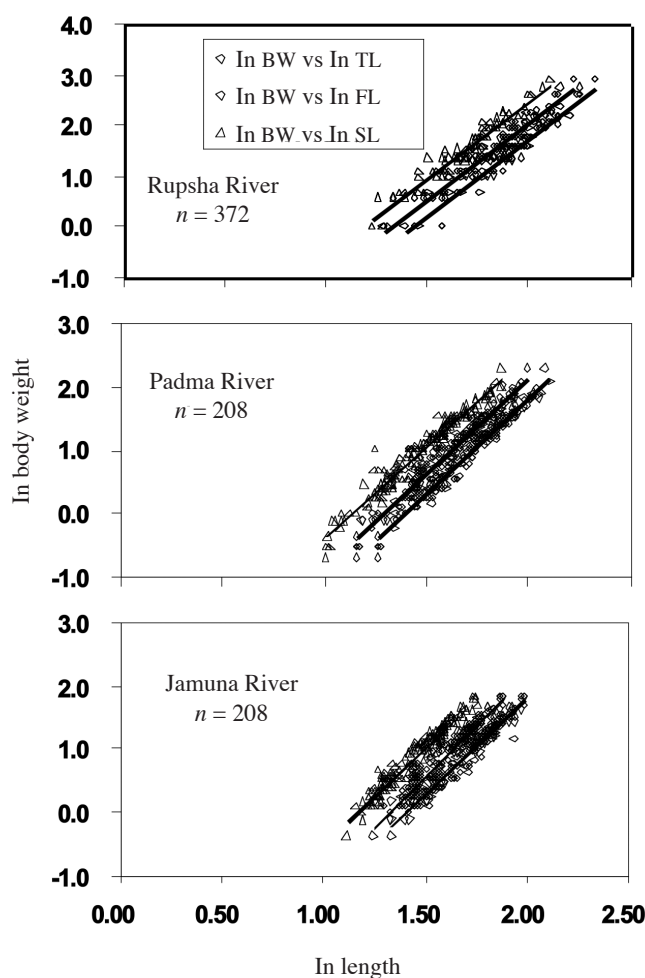 4.0
3.0
2.0
1.0
0.0
-1.0
ln BW vs ln TL
ln BW vs ln FL
ln BW vs ln SL
Rupsha River
n = 372
3.0
2.0
1.0
0.0
-1.0
Padma River
n = 208
ln body weight
3.0
2.0
1.0
0.0
-1.0
Jamuna River
n = 208
0.00 0.50 1.00 1.50 2.00 2.50
ln length